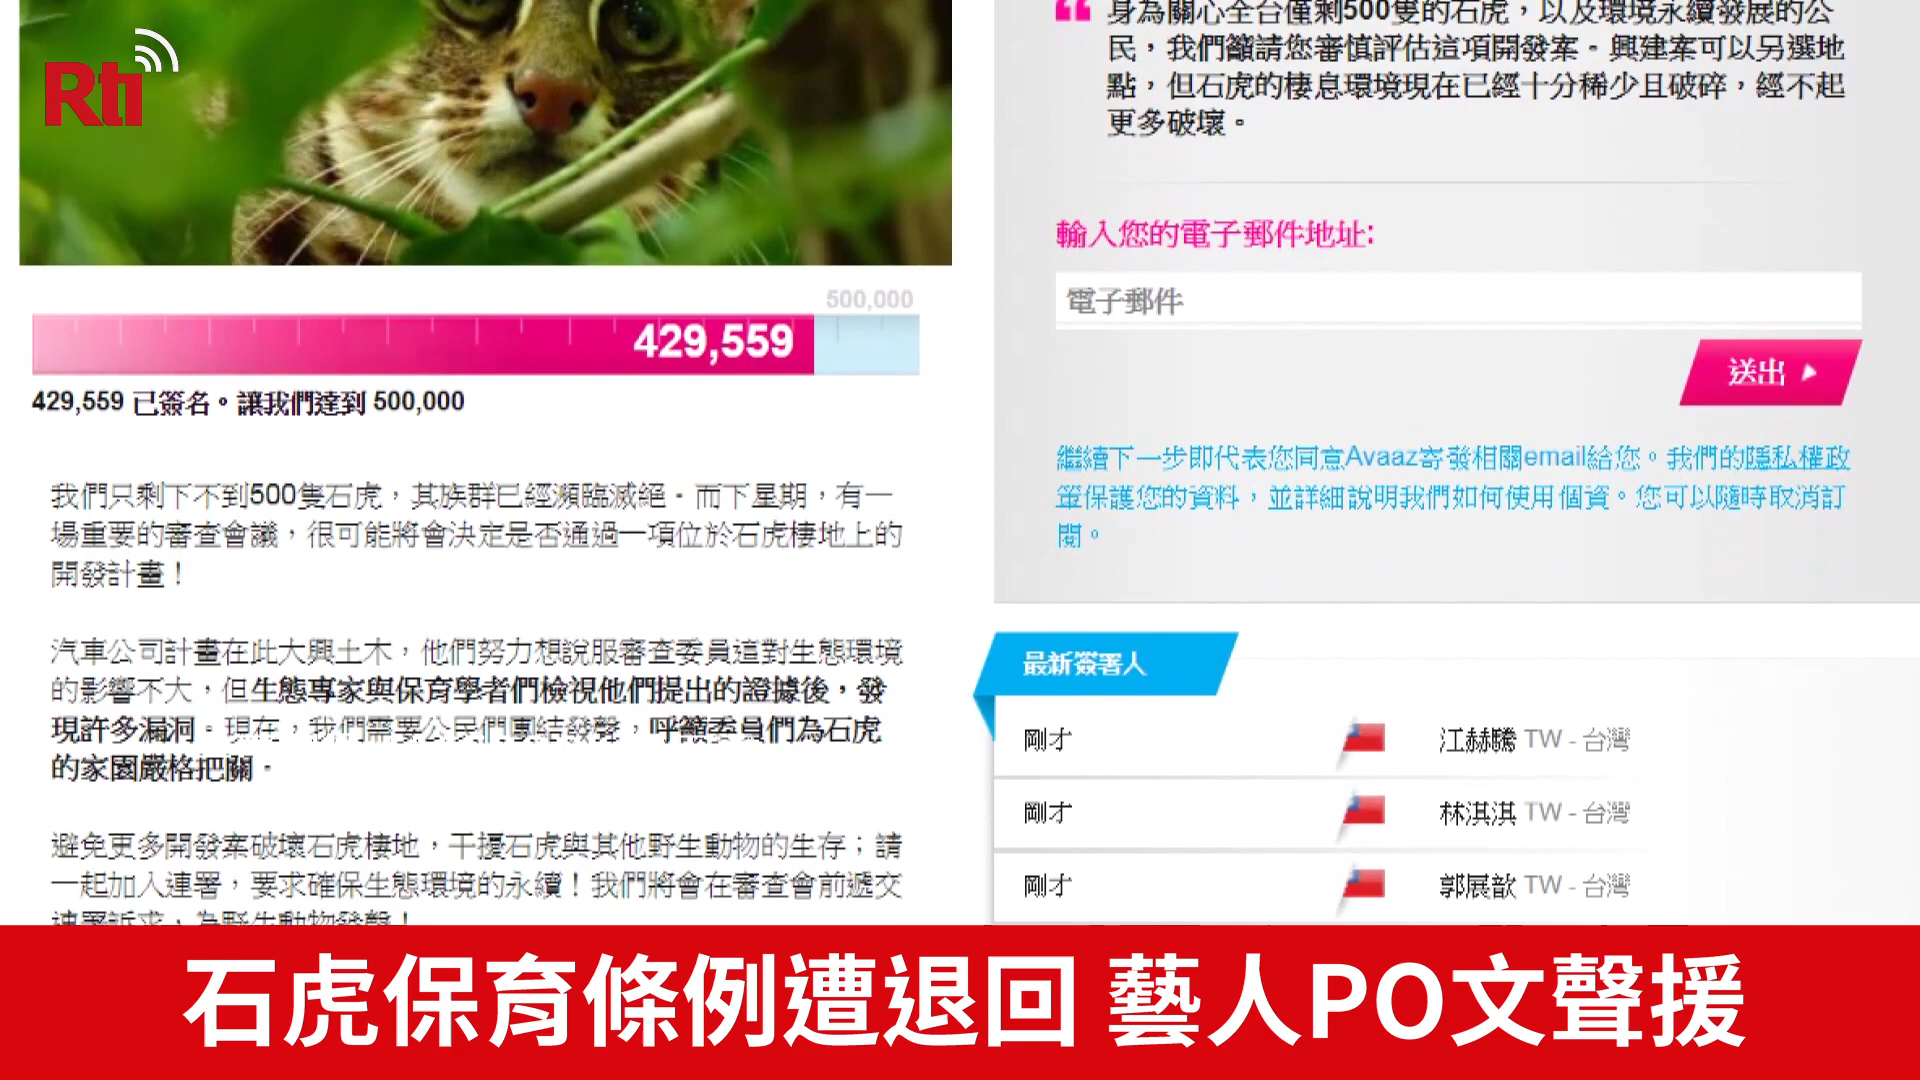 Rti
500,000
429,559
429,559 已簽名。讓我們達到 500,000
我們只剩下不到500隻石虎，其族群已經瀕臨滅絕。而下星期，有一
場重要的審查會議，很可能將會決定是否通過一項位於石虎棲地上的
開發計畫！
汽車公司計畫在此大興土木，他們努力想說服審查委員這對生態環境
的影響不大，但生態專家與保育學者們檢視他們提出的證據後，發
現許多漏洞。現在，我們需要公民們團結發聲，呼籲委員們為石虎
的家園嚴格把關。
避免更多開發案破壞石虎棲地，干擾石虎與其他野生動物的生存；請
一起加入連署，要求確保生態環境的永續！我們將會在審查會前遞交
連署訴求，為野生動物發聲！
身為關心全台僅剩500隻的石虎，以及環境永續發展的公
民，我們籲請您審慎評估這項開發案。興建案可以另選地
點，但石虎的棲息環境現在已經十分稀少且破碎，經不起
更多破壞。
輸入您的電子郵件地址:
電子郵件
送出
繼續下一步即代表您同意Avaaz寄發相關email給您。我們的隱私權政
策保護您的資料，並詳細說明我們如何使用個資。您可以隨時取消訂
閱。
最新簽署人
剛才 江赫騰 TW - 台灣
剛才 林淇淇 TW - 台灣
剛才 郭展歆 TW - 台灣
石虎保育條例遭退回 藝人PO文聲援